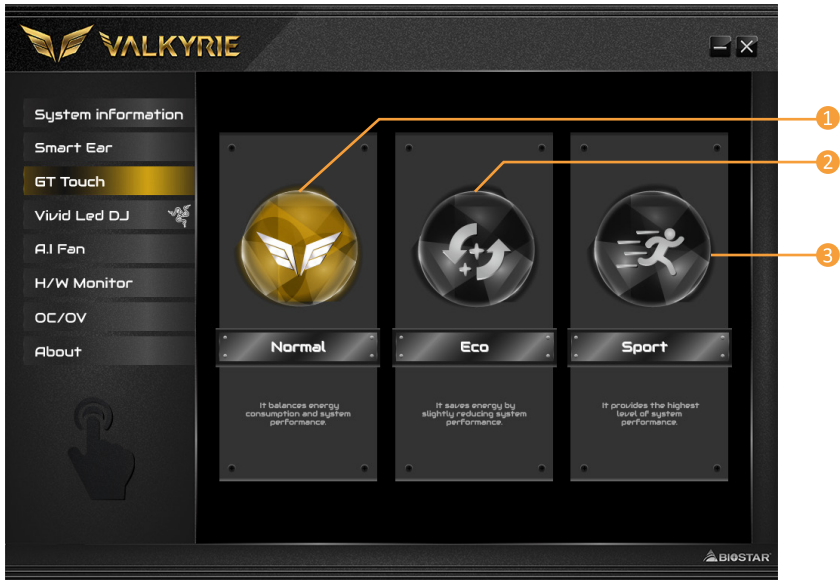 VALKYRIE
System information
Smart Ear
GT Touch
Vivid Led DJ
A.I Fan
H/W Monitor
OC/OV
About
1
2
3
Normal
It balances energy
consumption and system
performance.
Eco
It saves energy by
slightly reducing system
performance.
Sport
It provides the highest
level of system
performance.
BIOSTAR